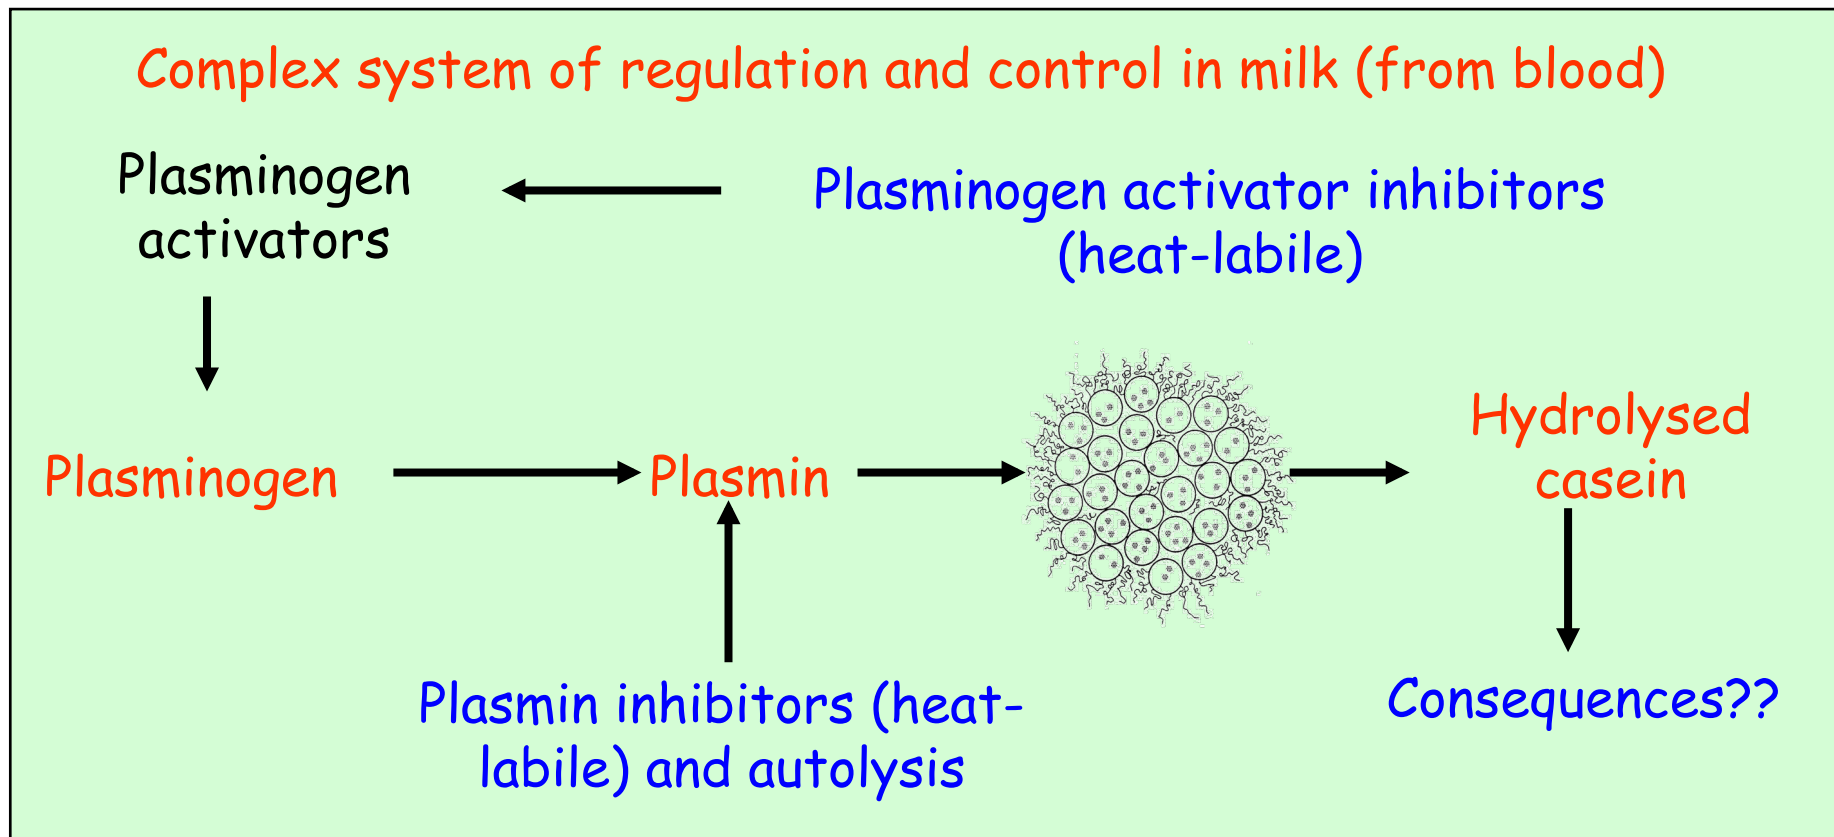 Complex system of regulation and control in milk (from blood)
Plasminogen
activators
Plasminogen activator inhibitors
(heat-labile)
Plasminogen
Plasmin
Hydrolysed
casein
Plasmin inhibitors (heat-
labile) and autolysis
Consequences??